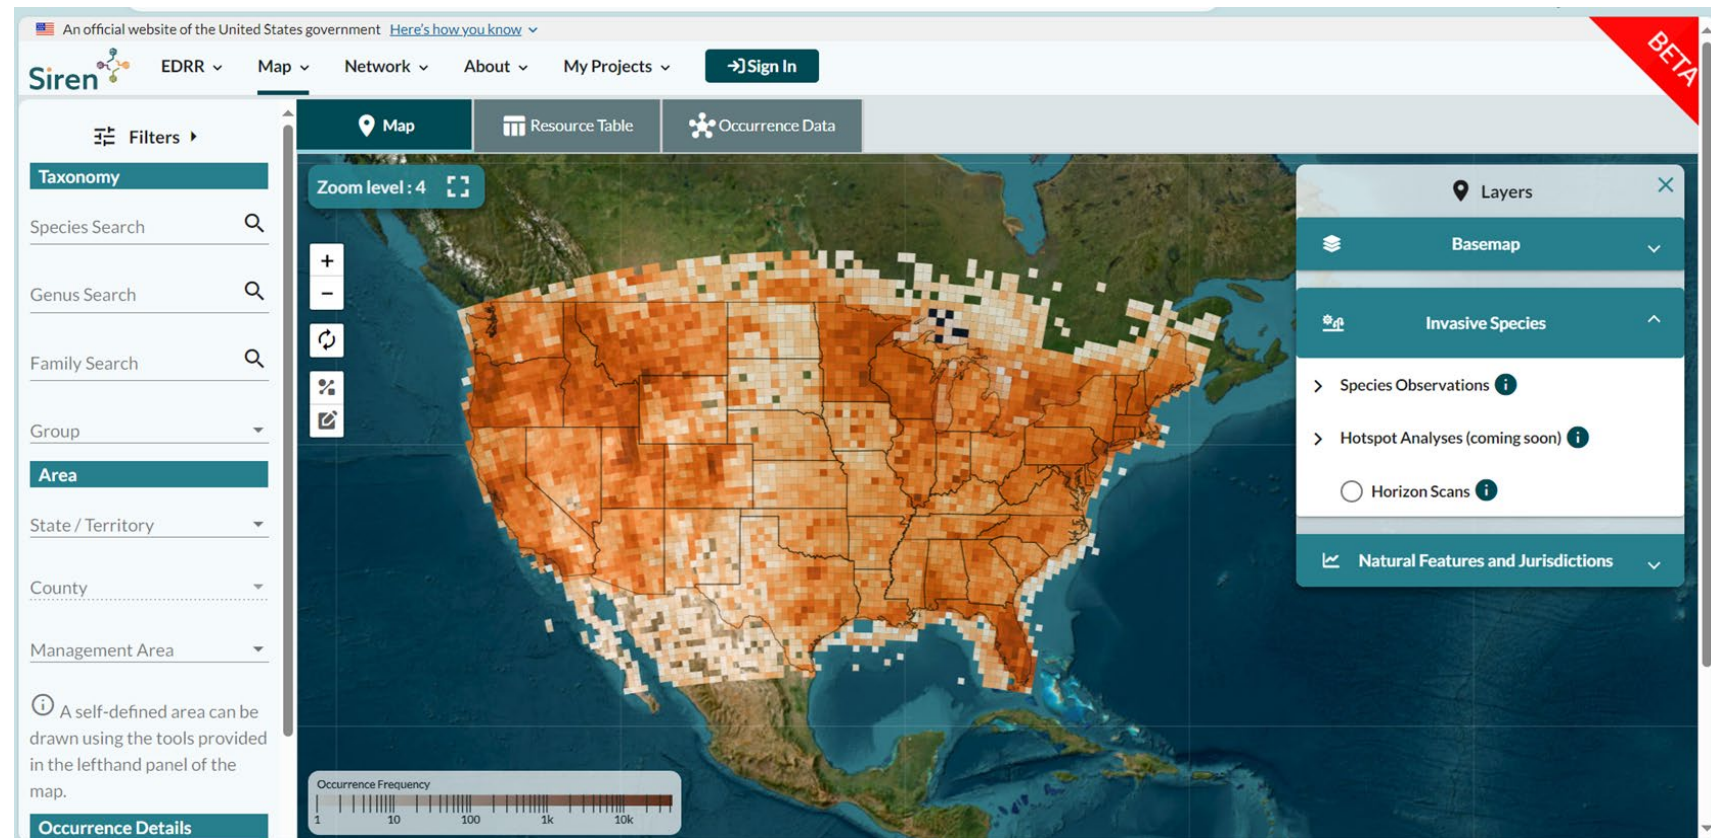 An official website of the United States government Here's how you know
BETA
Siren
EDRR
Map
Network
About
My Projects
Sign In
Filters
Taxonomy
Species Search
Genus Search
Family Search
Group
Area
State / Territory
County
Management Area
A self-defined area can be
drawn using the tools provided
in the lefthand panel of the
map.
Occurrence Details
Map
Resource Table
Occurrence Data
Zoom level : 4
+
−
Layers
Basemap
Invasive Species
Species Observations
Hotspot Analyses (coming soon)
Horizon Scans
Natural Features and Jurisdictions
Occurrence Frequency
1 10 100 1k 10k